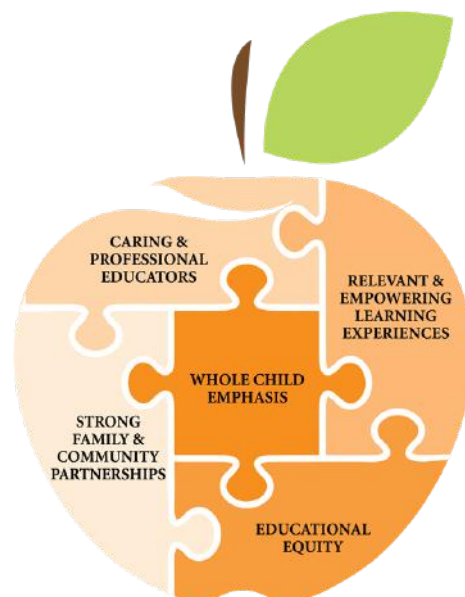 CARING &
PROFESSIONAL
EDUCATORS
RELEVANT &
EMPOWERING
LEARNING
EXPERIENCES
WHOLE CHILD
EMPHASIS
STRONG
FAMILY &
COMMUNITY
PARTNERSHIPS
EDUCATIONAL
EQUITY